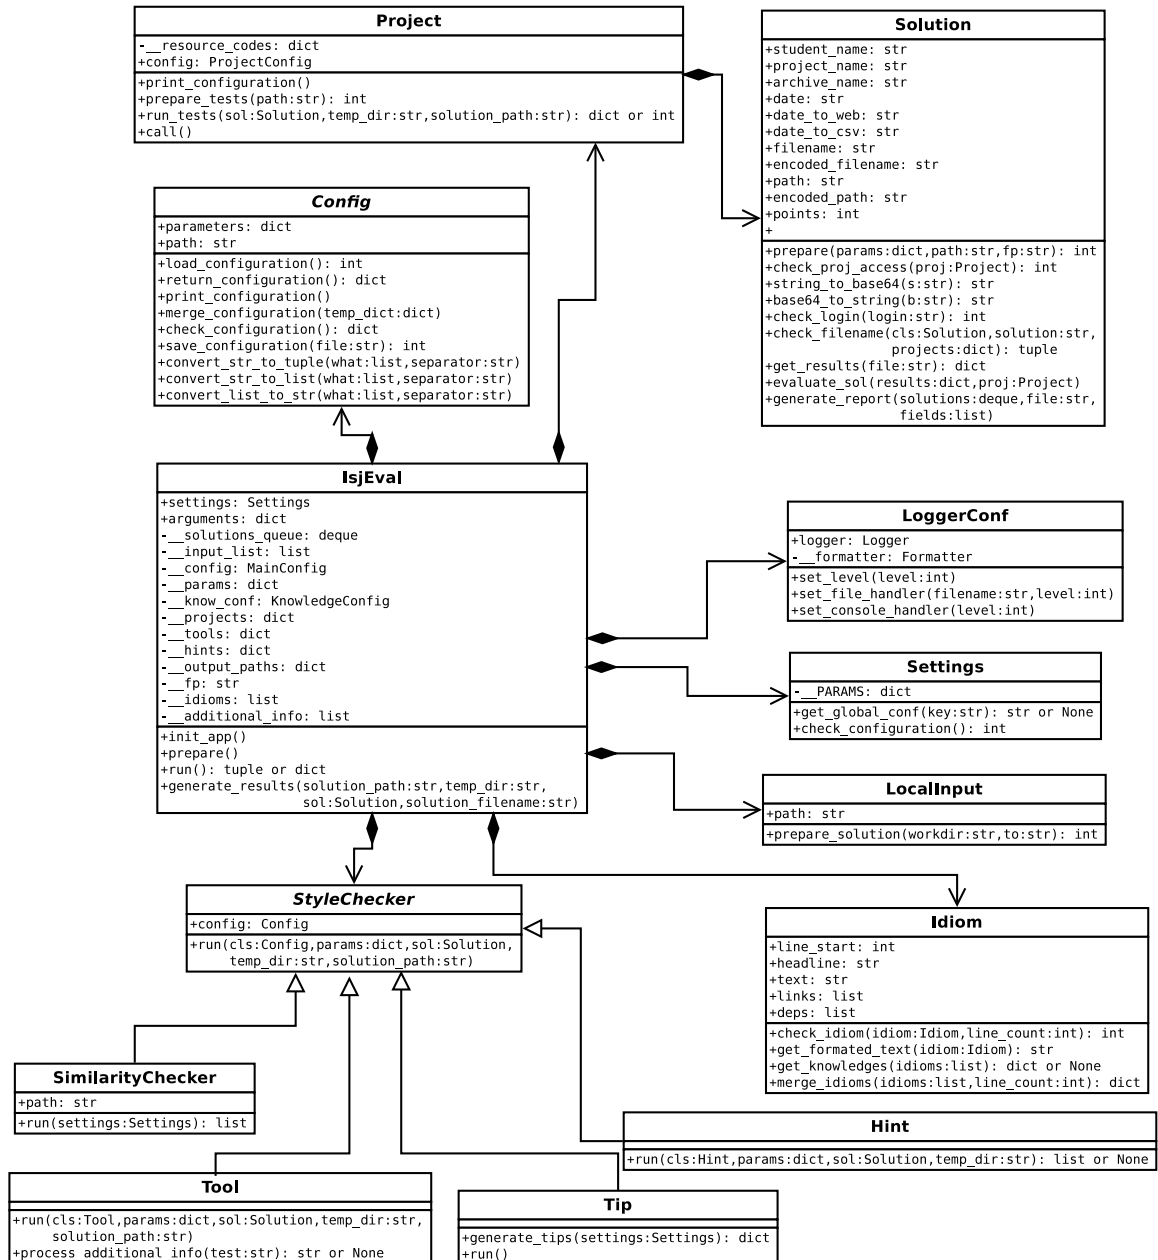 Project
-__resource_codes: dict
+config: ProjectConfig
+print_configuration()
+prepare_tests(path:str): int
+run_tests(sol:Solution,temp_dir:str,solution_path:str): dict or int
+call()
Solution
+student_name: str
+project_name: str
+archive_name: str
+date: str
+date_to_web: str
+date_to_csv: str
+filename: str
+encoded_filename: str
+path: str
+encoded_path: str
+points: int
+
+prepare(params:dict,path:str,fp:str): int
+check_proj_access(proj:Project): int
+string_to_base64(s:str): str
+base64_to_string(b:str): str
+check_login(login:str): int
+check_filename(cls:Solution,solution:str,
projects:dict): tuple
+get_results(file:str): dict
+evaluate_sol(results:dict,proj:Project)
+generate_report(solutions:deque,file:str,
fields:list)
Config
+parameters: dict
+path: str
+load_configuration(): int
+return_configuration(): dict
+print_configuration()
+merge_configuration(temp_dict:dict)
+check_configuration(): dict
+save_configuration(file:str): int
+convert_str_to_tuple(what:list,separator:str)
+convert_str_to_list(what:list,separator:str)
+convert_list_to_str(what:list,separator:str)
IsjEval
+settings: Settings
+arguments: dict
-__solutions_queue: deque
-__input_list: list
-__config: MainConfig
-__params: dict
-__know_conf: KnowledgeConfig
-__projects: dict
-__tools: dict
-__hints: dict
-__output_paths: dict
-__fp: str
-__idioms: list
-__additional_info: list
+init_app()
+prepare()
+run(): tuple or dict
+generate_results(solution_path:str,temp_dir:str,
sol:Solution,solution_filename:str)
LoggerConf
+logger: Logger
-__formatter: Formatter
+set_level(level:int)
+set_file_handler(filename:str,level:int)
+set_console_handler(level:int)
Settings
-__PARAMS: dict
+get_global_conf(key:str): str or None
+check_configuration(): int
LocalInput
+path: str
+prepare_solution(workdir:str,to:str): int
StyleChecker
+config: Config
+run(cls:Config,params:dict,sol:Solution,
temp_dir:str,solution_path:str)
Idiom
+line_start: int
+headline: str
+text: str
+links: list
+deps: list
+check_idiom(idiom:Idiom,line_count:int): int
+get_formated_text(idiom:Idiom): str
+get_knowledges(idioms:list): dict or None
+merge_idioms(idioms:list,line_count:int): dict
SimilarityChecker
+path: str
+run(settings:Settings): list
Hint
+run(cls:Hint,params:dict,sol:Solution,temp_dir:str): list or None
Tool
+run(cls:Tool,params:dict,sol:Solution,temp_dir:str,
solution_path:str)
+process_additional_info(test:str): str or None
Tip
+generate_tips(settings:Settings): dict
+run()